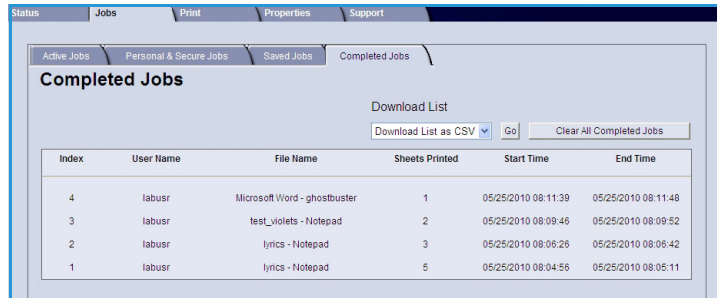 Status Jobs Print Properties Support
Active Jobs Personal & Secure Jobs Saved Jobs Completed Jobs
Completed Jobs
Download List
Download List as CSV Go Clear All Completed Jobs
Index User Name File Name Sheets Printed Start Time End Time
4 labusr Microsoft Word - ghostbuster 1 05/25/2010 08:11:39 05/25/2010 08:11:48
3 labusr test_violets - Notepad 2 05/25/2010 08:09:46 05/25/2010 08:09:52
2 labusr lyrics - Notepad 3 05/25/2010 08:06:26 05/25/2010 08:06:42
1 labusr lyrics - Notepad 5 05/25/2010 08:04:56 05/25/2010 08:05:11